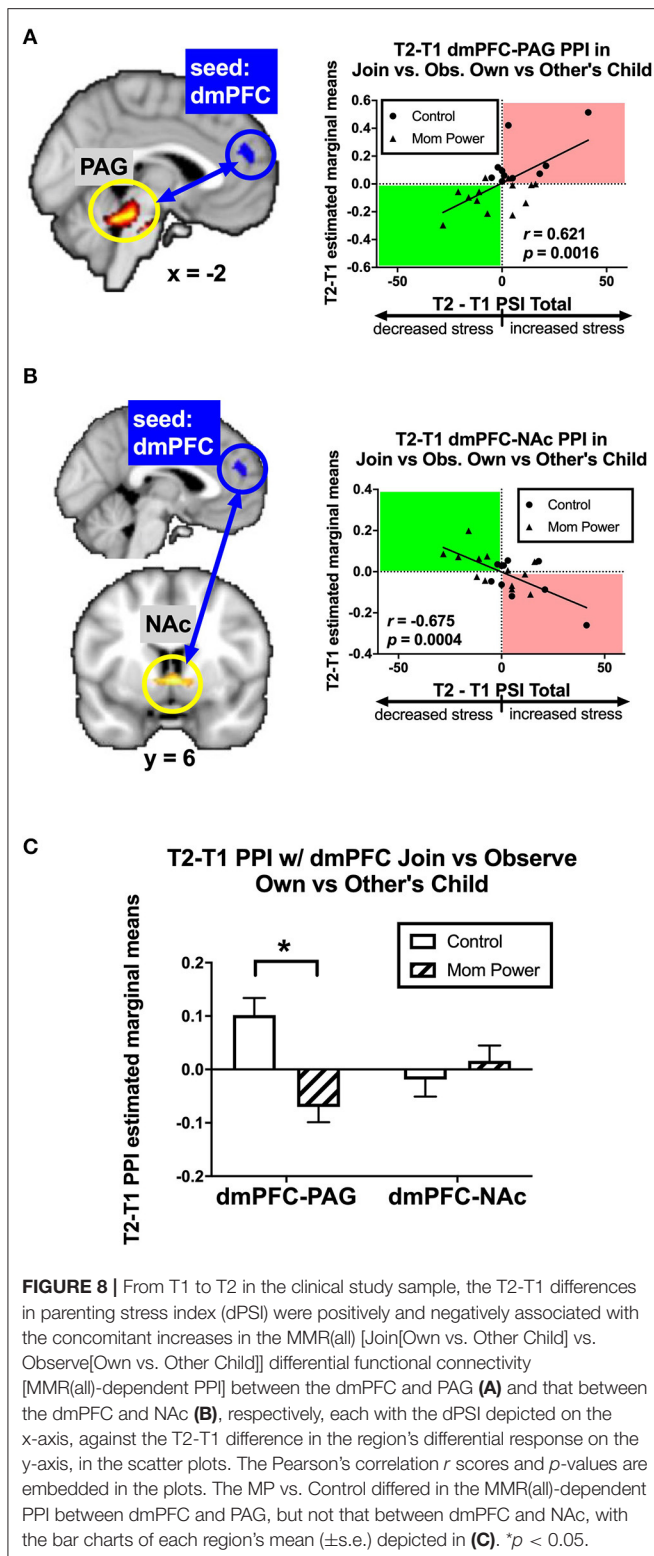 A
seed:
dmPFC
PAG
x = -2
T2-T1 dmPFC-PAG PPI in
Join vs. Obs. Own vs Other's Child
T2-T1 estimated marginal means
0.6
0.4
0.2
0.0
-0.2
-0.4
-0.6
Control
Mom Power
r = 0.621
p = 0.0016
-50 0 50
T2 - T1 PSI Total
decreased stress increased stress
B
seed:
dmPFC
NAc
y = 6
T2-T1 dmPFC-NAc PPI in
Join vs Obs. Own vs Other's Child
T2-T1 estimated marginal means
0.4
0.2
0.0
-0.2
-0.4
Control
Mom Power
r = -0.675
p = 0.0004
-50 0 50
T2 - T1 PSI Total
decreased stress increased stress
C
T2-T1 PPI w/ dmPFC Join vs Observe
Own vs Other's Child
T2-T1 PPI estimated marginal means
0.2
0.1
0.0
-0.1
-0.2
*
Control
Mom Power
dmPFC-PAG dmPFC-NAc
FIGURE 8 | From T1 to T2 in the clinical study sample, the T2-T1 differences
in parenting stress index (dPSI) were positively and negatively associated with
the concomitant increases in the MMR(all) [Join[Own vs. Other Child] vs.
Observe[Own vs. Other Child]] differential functional connectivity
[MMR(all)-dependent PPI] between the dmPFC and PAG (A) and that between
the dmPFC and NAc (B), respectively, each with the dPSI depicted on the
x-axis, against the T2-T1 difference in the region's differential response on the
y-axis, in the scatter plots. The Pearson's correlation r scores and p-values are
embedded in the plots. The MP vs. Control differed in the MMR(all)-dependent
PPI between dmPFC and PAG, but not that between dmPFC and NAc, with
the bar charts of each region's mean (±s.e.) depicted in (C). *p < 0.05.